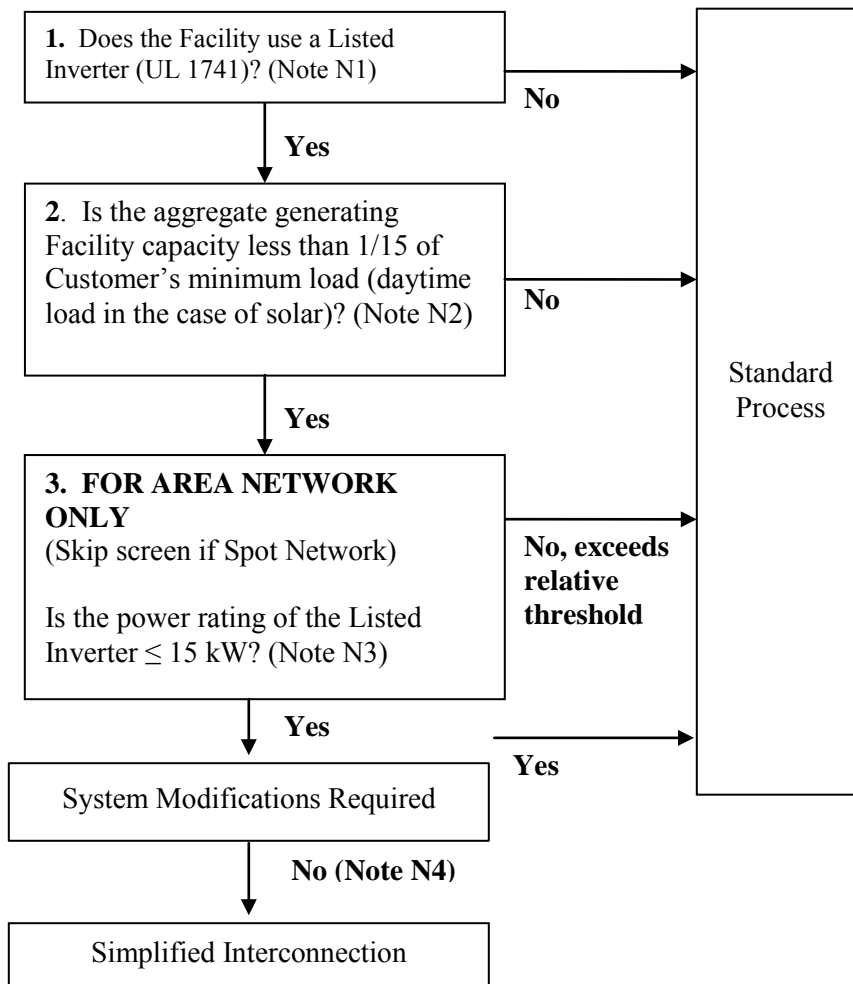 1. Does the Facility use a Listed
Inverter (UL 1741)? (Note N1)
No
Yes
2. Is the aggregate generating
Facility capacity less than 1/15 of
Customer’s minimum load (daytime
load in the case of solar)? (Note N2)
No
Yes
Standard
Process
3. FOR AREA NETWORK
ONLY
(Skip screen if Spot Network)
Is the power rating of the Listed
Inverter ≤ 15 kW? (Note N3)
No, exceeds
relative
threshold
Yes
Yes
System Modifications Required
No (Note N4)
Simplified Interconnection